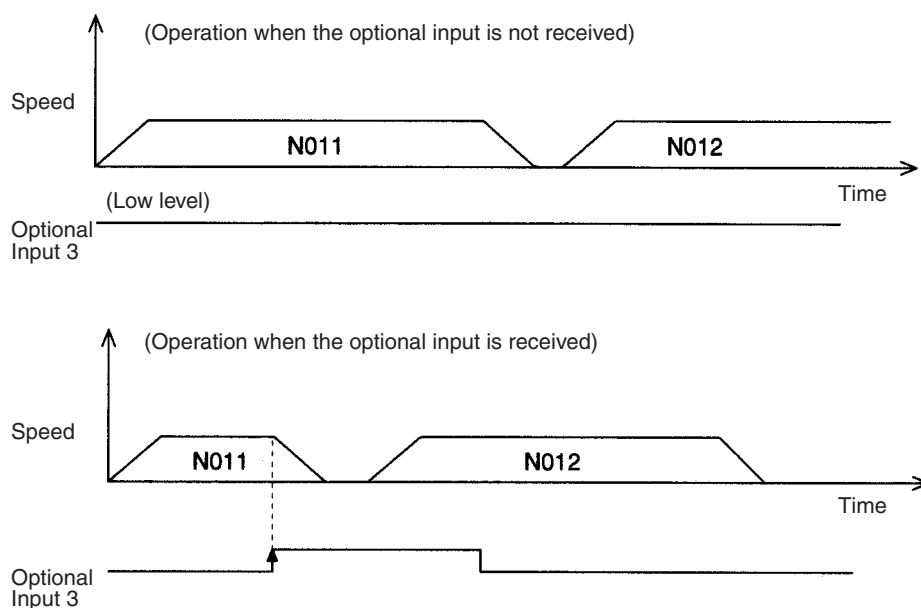 (Operation when the optional input is not received)
Speed
N011
N012
Time
(Low level)
Optional
Input 3
(Operation when the optional input is received)
Speed
N011
N012
Time
Optional
Input 3